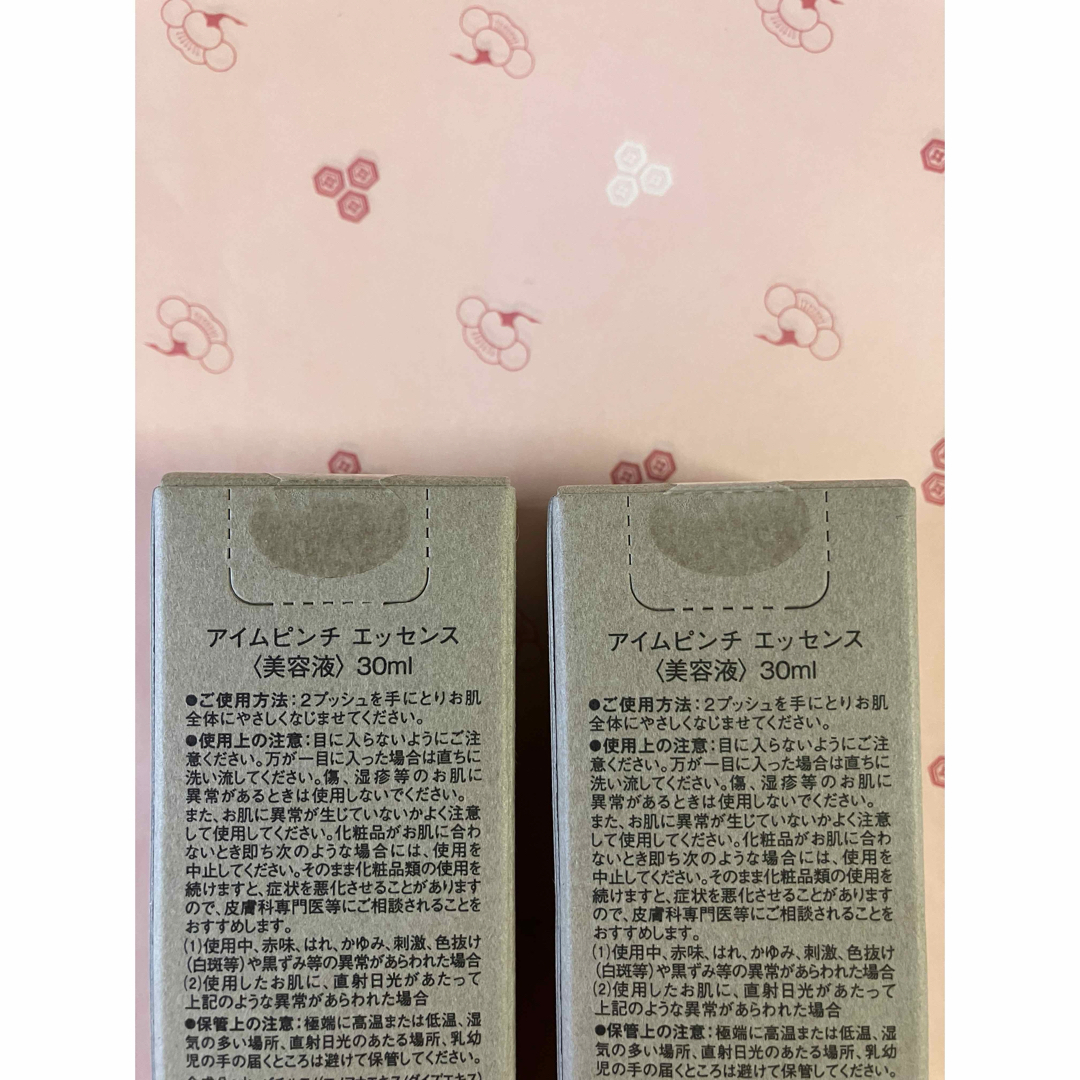 アイムピンチ エッセンス
〈美容液〉30ml
●ご使用方法:2プッシュを手にとりお肌
全体にやさしくなじませてください。
●使用上の注意:目に入らないようにご注
意ください。万が一目に入った場合は直ちに
洗い流してください。傷、湿疹等のお肌に
異常があるときは使用しないでください。
また、お肌に異常が生じていないかよく注意
して使用してください。化粧品がお肌に合わ
ないとき即ち次のような場合には、使用を
中止してください。そのまま化粧品類の使用を
続けますと、症状を悪化させることがあります
ので、皮膚科専門医等にご相談されることを
おすすめします。
(1)使用中、赤味、はれ、かゆみ、刺激、色抜け
(白斑等)や黒ずみ等の異常があらわれた場合
(2)使用したお肌に、直射日光があたって
上記のような異常があらわれた場合
●保管上の注意:極端に高温または低温、湿
気の多い場所、直射日光のあたる場所、乳幼
児の手の届くところは避けて保管してください。
アイムピンチ エッセンス
〈美容液〉30ml
●ご使用方法:2プッシュを手にとりお肌
全体にやさしくなじませてください。
●使用上の注意:目に入らないようにご注
意ください。万が一目に入った場合は直ちに
洗い流してください。傷、湿疹等のお肌に
異常があるときは使用しないでください。
また、お肌に異常が生じていないかよく注意
して使用してください。化粧品がお肌に合わ
ないとき即ち次のような場合には、使用を
中止してください。そのまま化粧品類の使用を
続けますと、症状を悪化させることがあります
ので、皮膚科専門医等にご相談されることを
おすすめします。
(1)使用中、赤味、はれ、かゆみ、刺激、色抜け
(白斑等)や黒ずみ等の異常があらわれた場合
(2)使用したお肌に、直射日光があたって
上記のような異常があらわれた場合
●保管上の注意:極端に高温または低温、湿
気の多い場所、直射日光のあたる場所、乳幼
児の手の届くところは避けて保管してください。